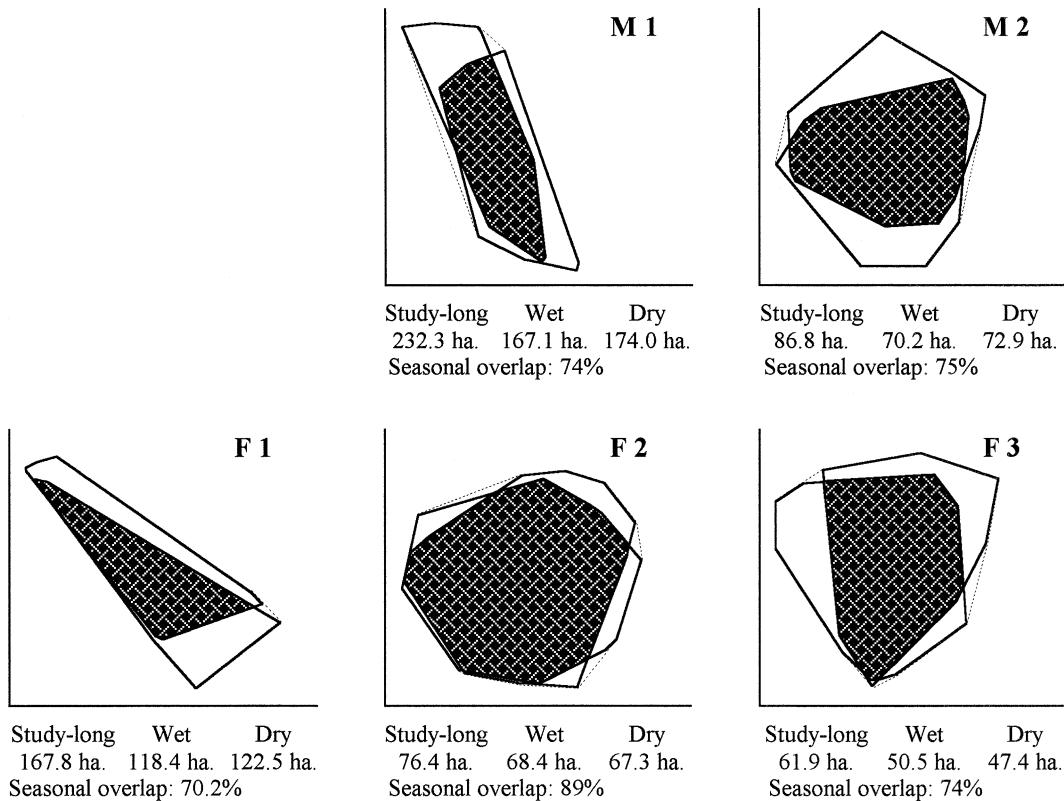 M 1
Study-long Wet Dry
232.3 ha. 167.1 ha. 174.0 ha.
Seasonal overlap: 74%
M 2
Study-long Wet Dry
86.8 ha. 70.2 ha. 72.9 ha.
Seasonal overlap: 75%
F 1
Study-long Wet Dry
167.8 ha. 118.4 ha. 122.5 ha.
Seasonal overlap: 70.2%
F 2
Study-long Wet Dry
76.4 ha. 68.4 ha. 67.3 ha.
Seasonal overlap: 89%
F 3
Study-long Wet Dry
61.9 ha. 50.5 ha. 47.4 ha.
Seasonal overlap: 74%